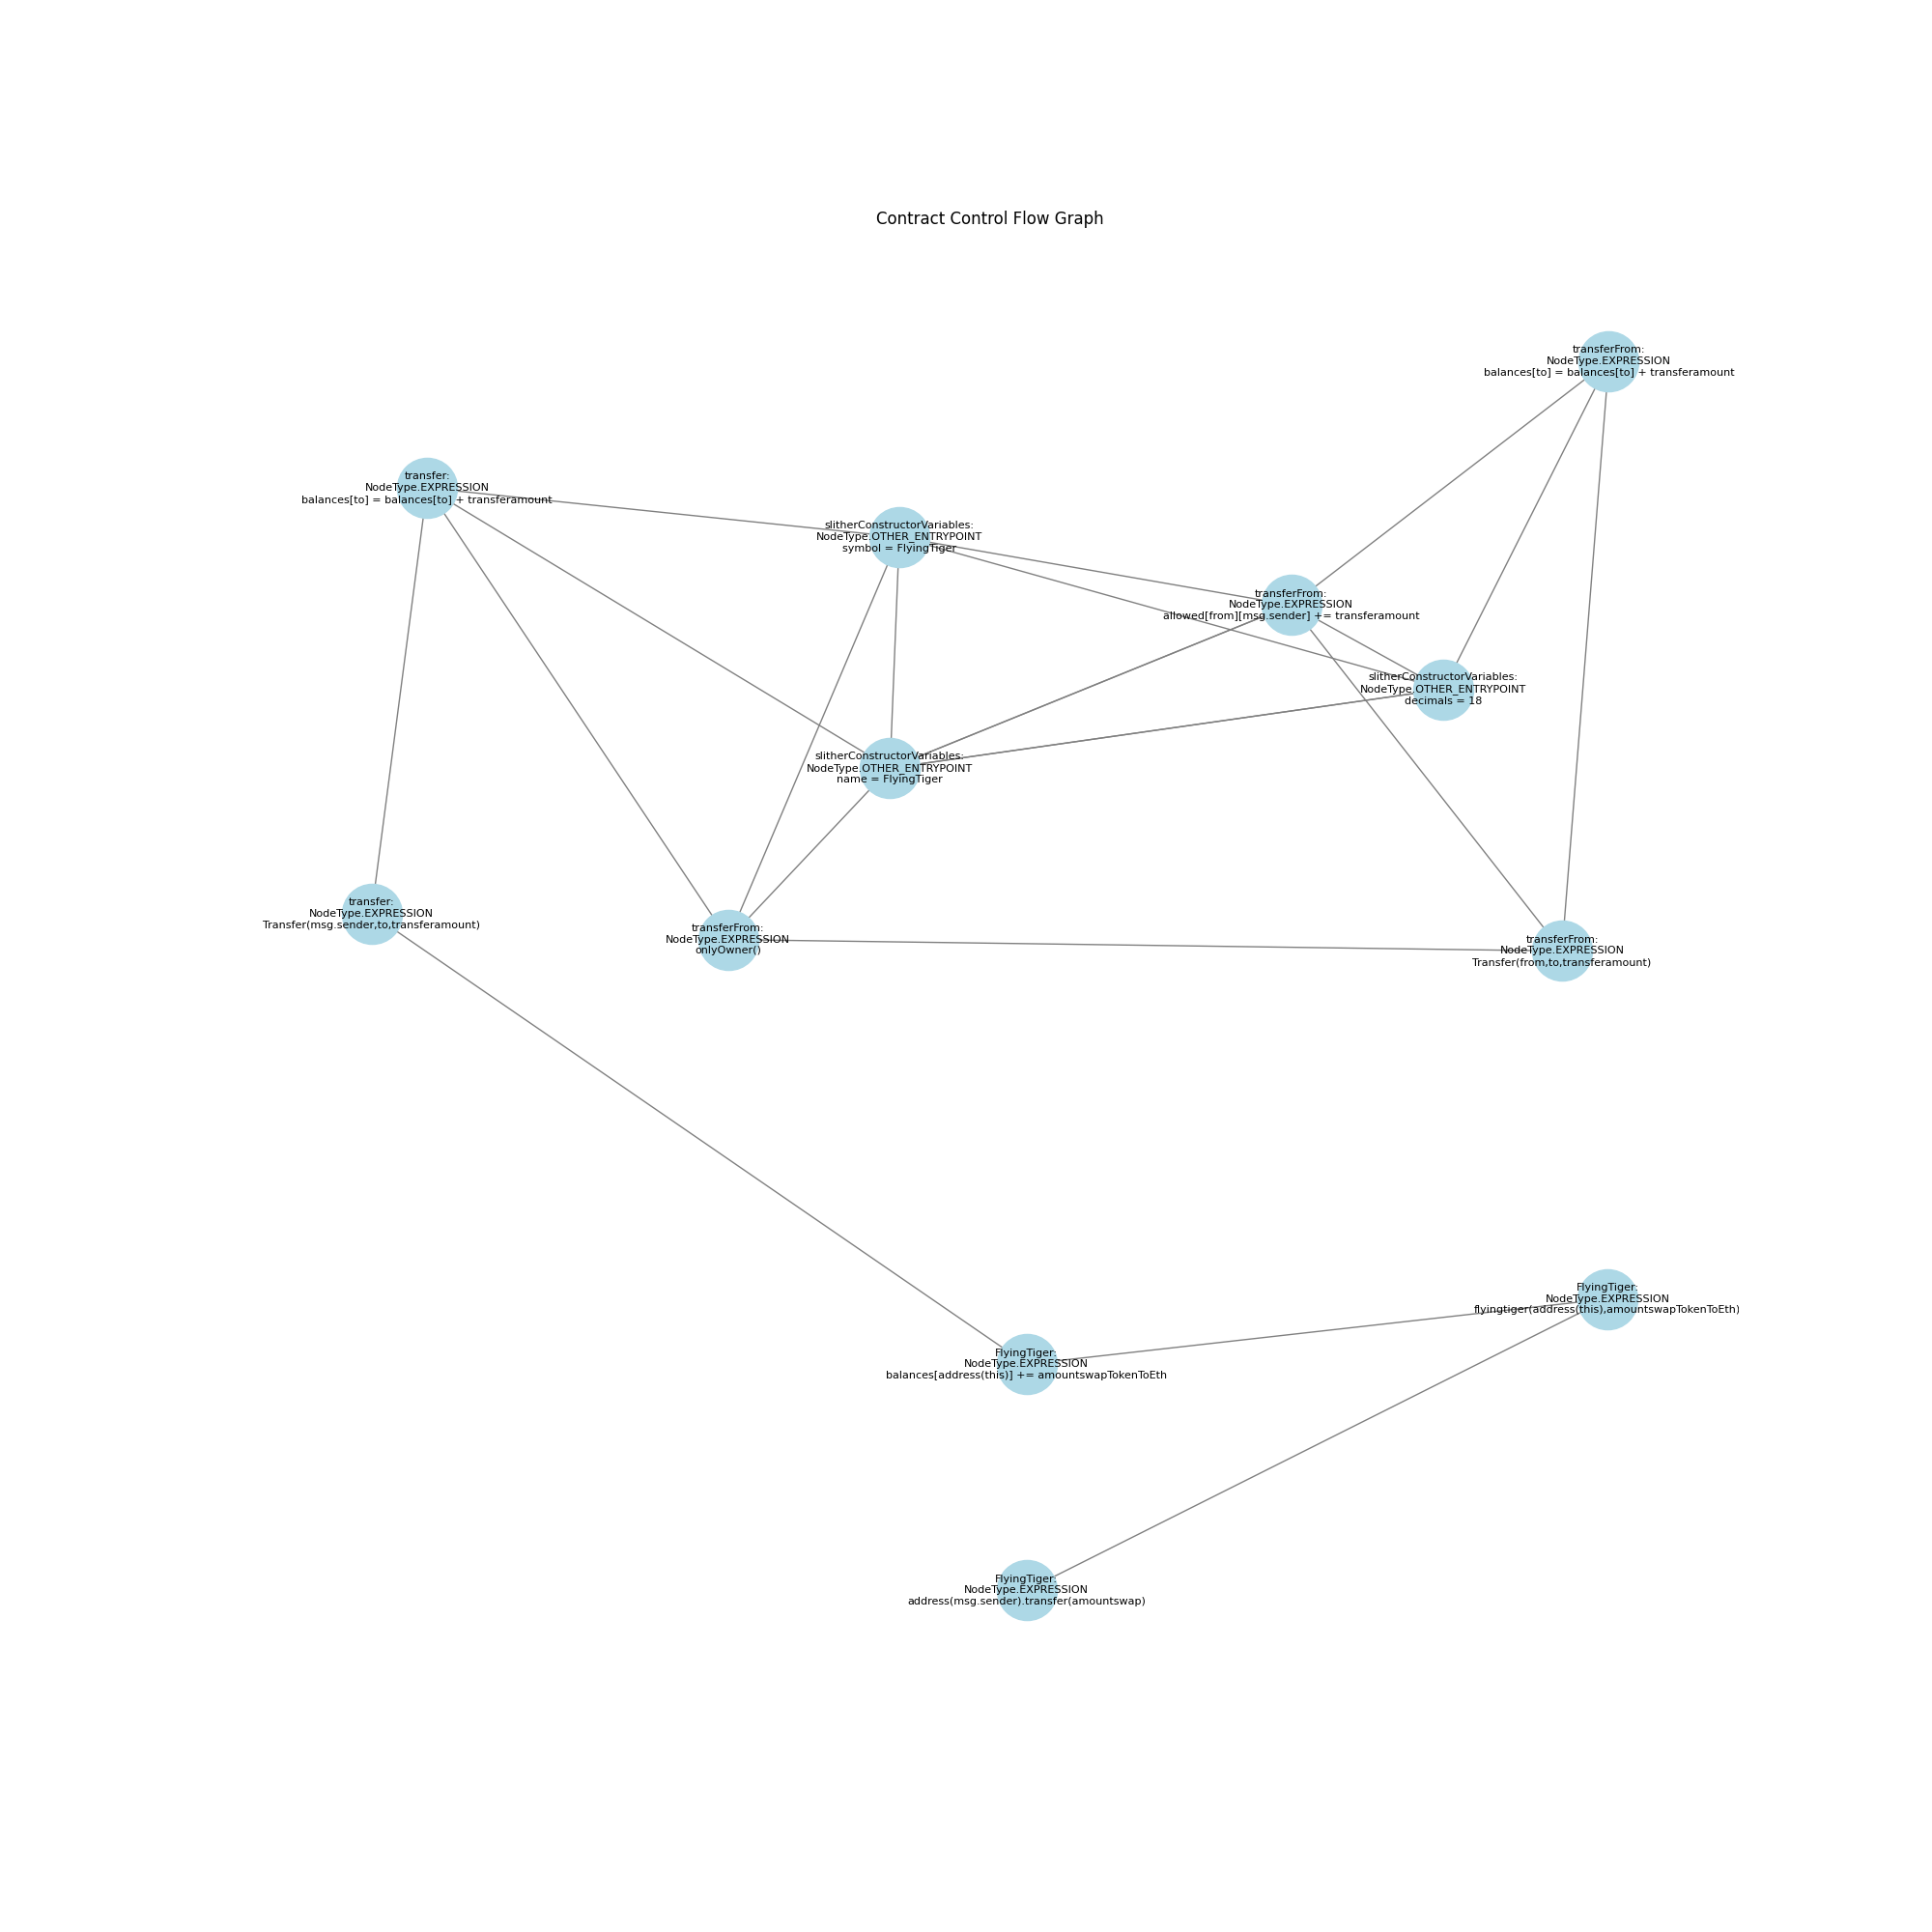 Contract Control Flow Graph
transferFrom:
NodeType.EXPRESSION
balances[to] = balances[to] + transferamount
transfer:
NodeType.EXPRESSION
balances[to] = balances[to] + transferamount
slitherConstructorVariables:
NodeType.OTHER_ENTRYPOINT
symbol = FlyingTiger
transferFrom:
NodeType.EXPRESSION
allowed[from][msg.sender] += transferamount
slitherConstructorVariables:
NodeType.OTHER_ENTRYPOINT
decimals = 18
slitherConstructorVariables:
NodeType.OTHER_ENTRYPOINT
name = FlyingTiger
transfer:
NodeType.EXPRESSION
Transfer(msg.sender,to,transferamount)
transferFrom:
NodeType.EXPRESSION
onlyOwner()
transferFrom:
NodeType.EXPRESSION
Transfer(from,to,transferamount)
FlyingTiger:
NodeType.EXPRESSION
flyingtiger(address(this),amountswapTokenToEth)
FlyingTiger:
NodeType.EXPRESSION
balances[address(this)] += amountswapTokenToEth
FlyingTiger:
NodeType.EXPRESSION
address(msg.sender).transfer(amountswap)